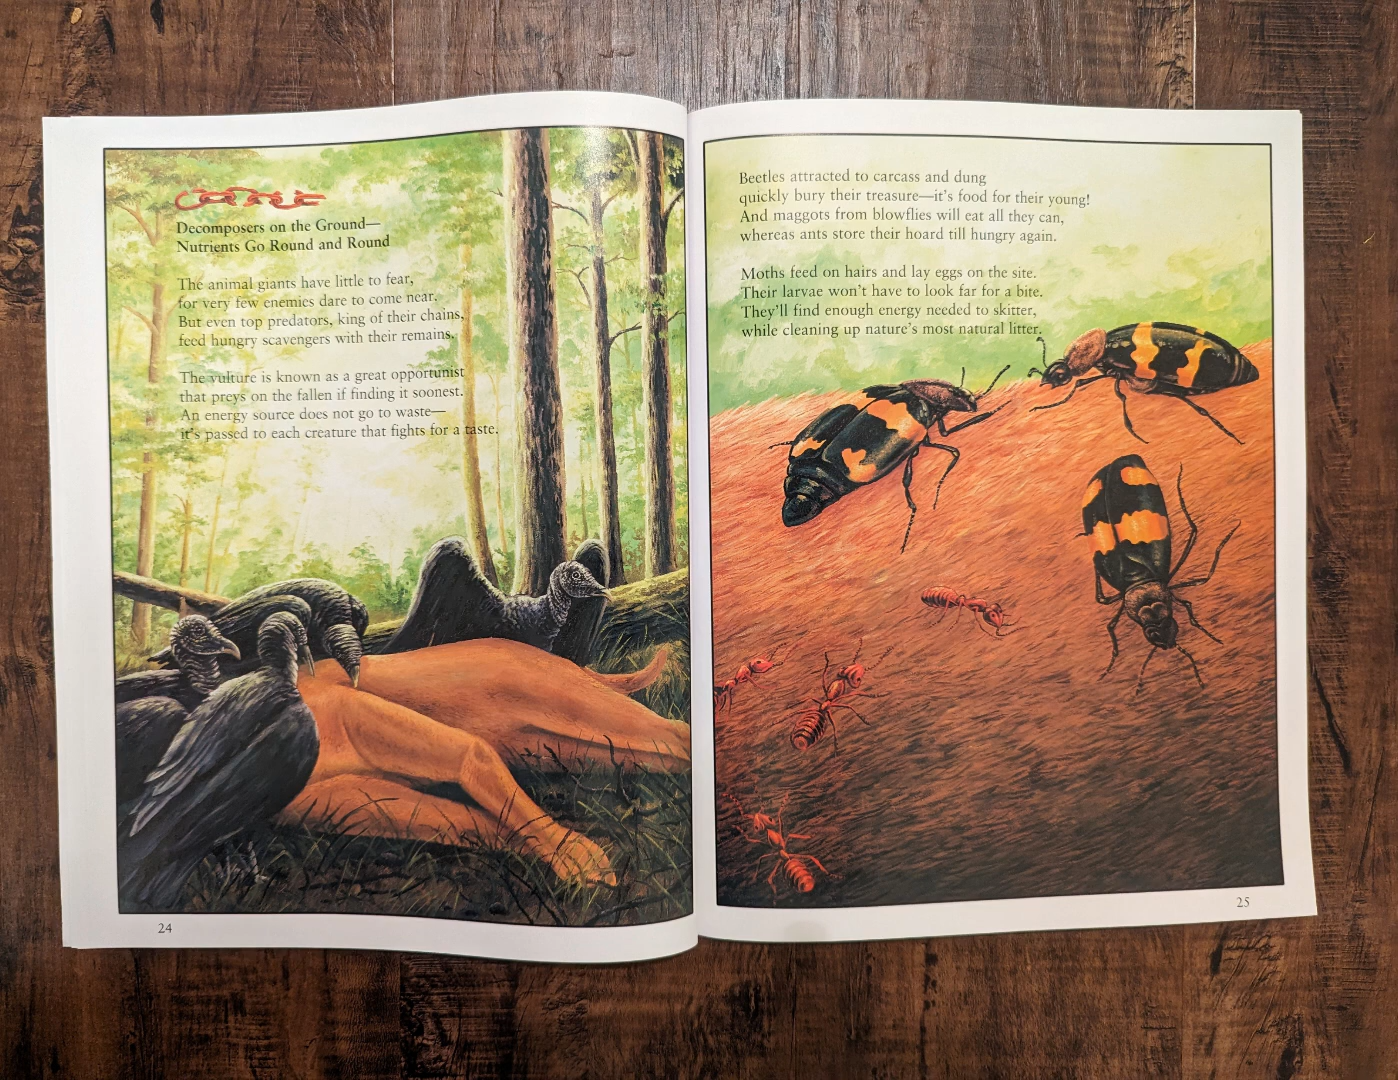 Decomposers on the Ground—
Nutrients Go Round and Round
The animal giants have little to fear,
for very few enemies dare to come near.
But even top predators, king of their chains,
feed hungry scavengers with their remains.
The vulture is known as a great opportunist
that preys on the fallen if finding it soonest.
An energy source does not go to waste—
it's passed to each creature that fights for a taste.
24
Beetles attracted to carcass and dung
quickly bury their treasure—it's food for their young!
And maggots from blowflies will eat all they can,
whereas ants store their hoard till hungry again.
Moths feed on hairs and lay eggs on the site.
Their larvae won't have to look far for a bite.
They'll find enough energy needed to skitter,
while cleaning up nature's most natural litter.
25